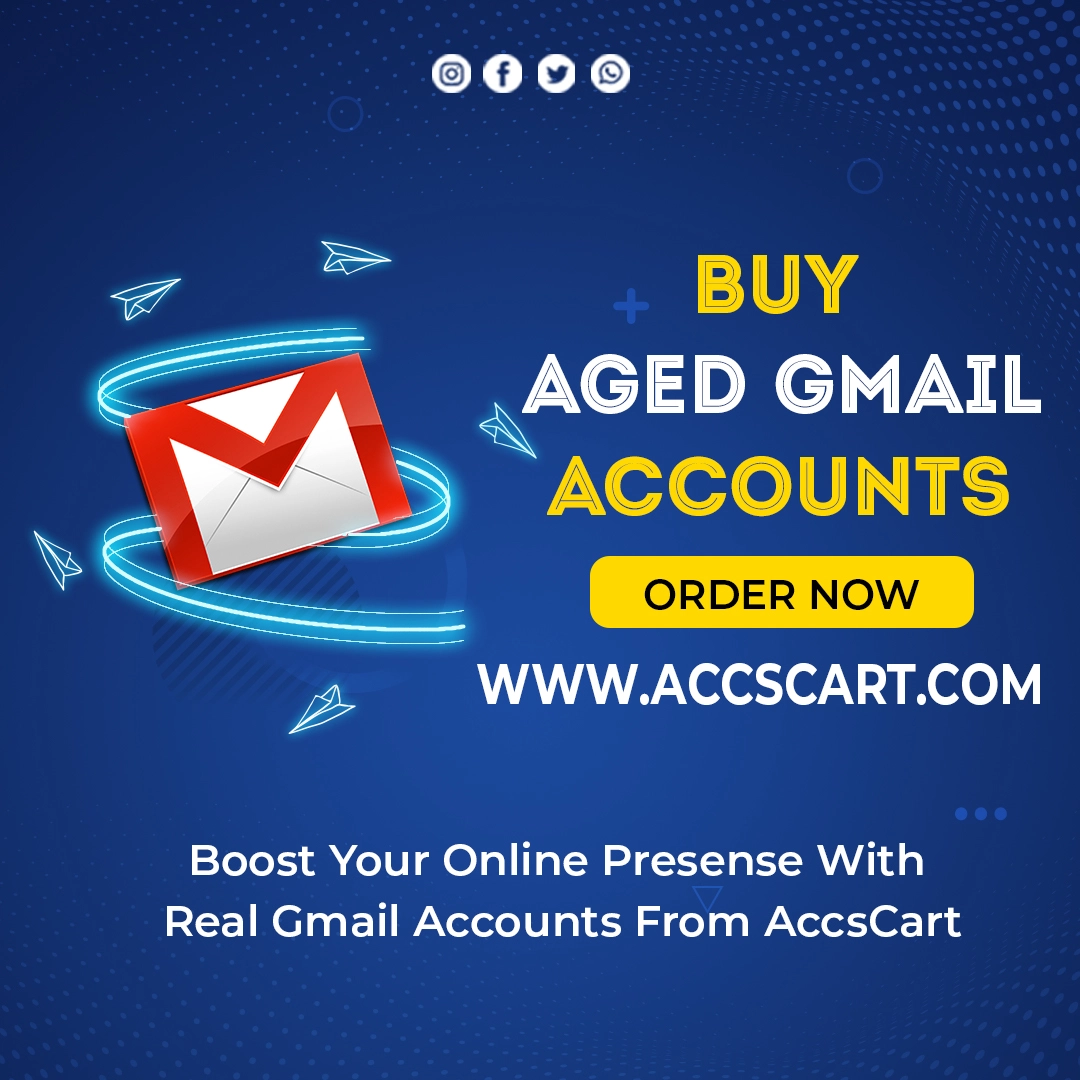 BUY
AGED GMAIL
ACCOUNTS
ORDER NOW
WWW.ACCSCART.COM
Boost Your Online Presense With
Real Gmail Accounts From AccsCart